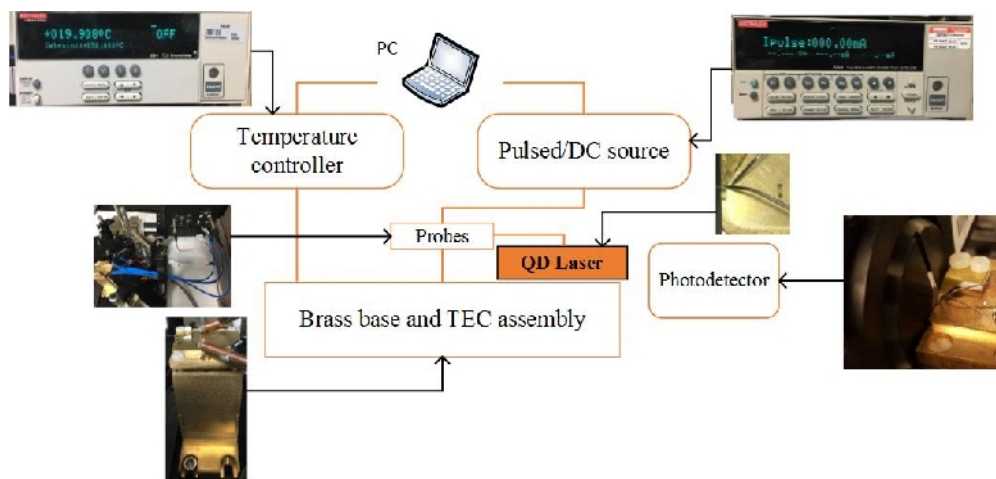 +019.908°C
OFF
PC
Ipulse:000.00mA
Temperature
controller
Pulsed/DC source
Probes
QD Laser
Photodetector
Brass base and TEC assembly